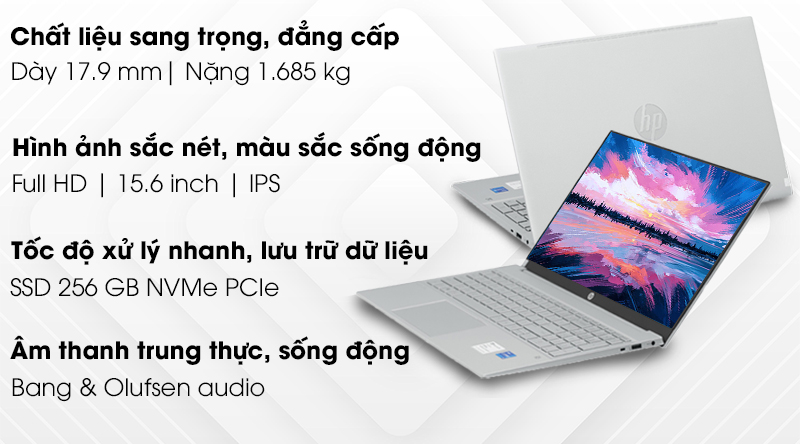 Chất liệu sang trọng, đẳng cấp
Dày 17.9 mm| Nặng 1.685 kg
Hình ảnh sắc nét, màu sắc sống động
Full HD | 15.6 inch | IPS
Tốc độ xử lý nhanh, lưu trữ dữ liệu
SSD 256 GB NVMe PCIe
Âm thanh trung thực, sống động
Bang & Olufsen audio
hp